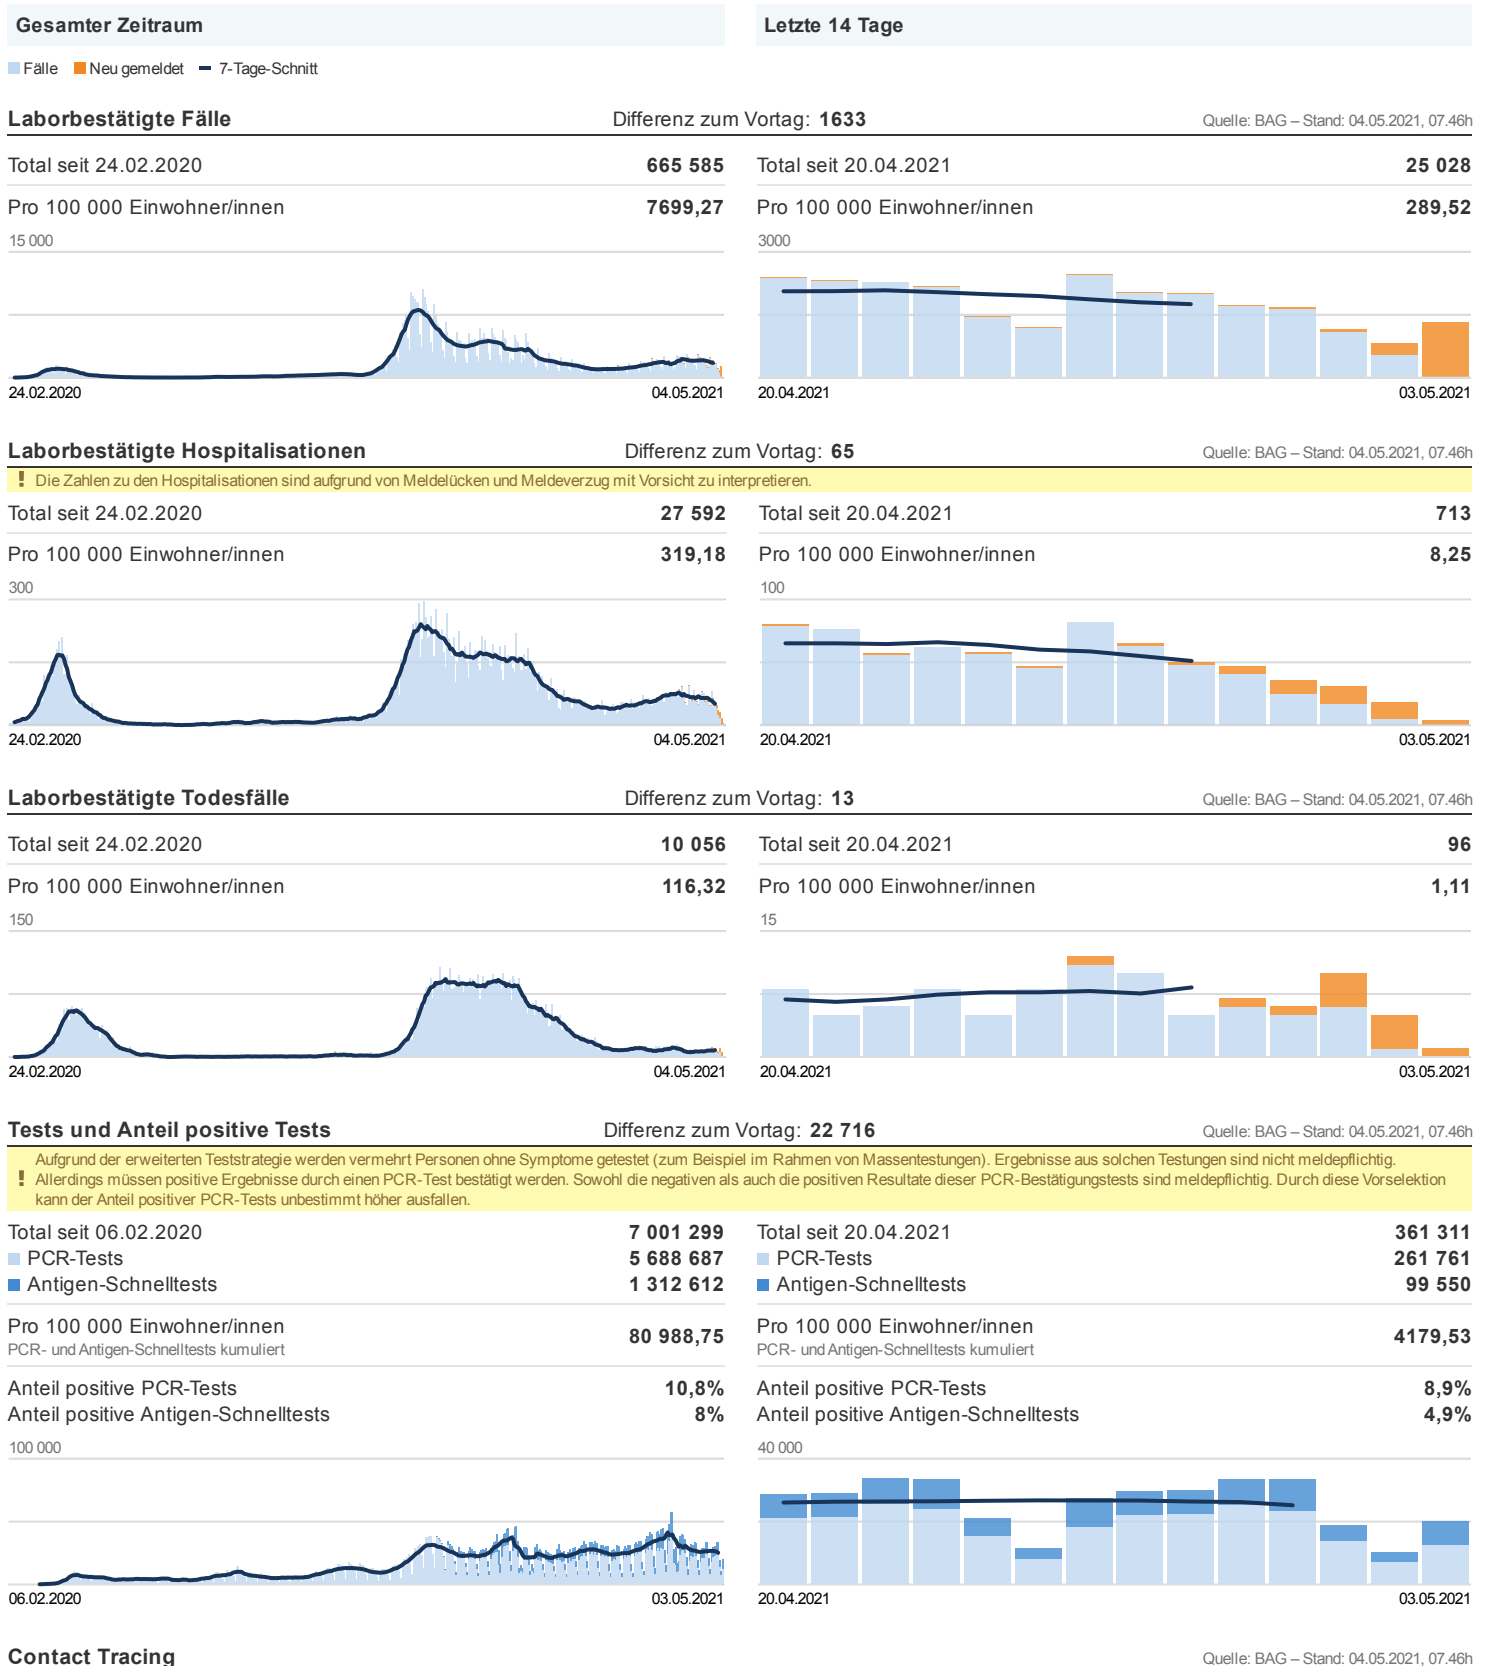 Gesamter Zeitraum
Letzte 14 Tage
Fälle Neu gemeldet 7-Tage-Schnitt
Laborbestätigte Fälle Differenz zum Vortag: 1633 Quelle: BAG – Stand: 04.05.2021, 07.46h
Total seit 24.02.2020 665 585
Pro 100 000 Einwohner/innen 7699,27
15 000
24.02.2020 04.05.2021
Total seit 20.04.2021 25 028
Pro 100 000 Einwohner/innen 289,52
3000
20.04.2021 03.05.2021
Laborbestätigte Hospitalisationen Differenz zum Vortag: 65 Quelle: BAG – Stand: 04.05.2021, 07.46h
! Die Zahlen zu den Hospitalisationen sind aufgrund von Meldelücken und Meldeverzug mit Vorsicht zu interpretieren.
Total seit 24.02.2020 27 592
Pro 100 000 Einwohner/innen 319,18
300
24.02.2020 04.05.2021
Total seit 20.04.2021 713
Pro 100 000 Einwohner/innen 8,25
100
20.04.2021 03.05.2021
Laborbestätigte Todesfälle Differenz zum Vortag: 13 Quelle: BAG – Stand: 04.05.2021, 07.46h
Total seit 24.02.2020 10 056
Pro 100 000 Einwohner/innen 116,32
150
24.02.2020 04.05.2021
Total seit 20.04.2021 96
Pro 100 000 Einwohner/innen 1,11
15
20.04.2021 03.05.2021
Tests und Anteil positive Tests Differenz zum Vortag: 22 716 Quelle: BAG – Stand: 04.05.2021, 07.46h
Aufgrund der erweiterten Teststrategie werden vermehrt Personen ohne Symptome getestet (zum Beispiel im Rahmen von Massentestungen). Ergebnisse aus solchen Testungen sind nicht meldepflichtig.
! Allerdings müssen positive Ergebnisse durch einen PCR-Test bestätigt werden. Sowohl die negativen als auch die positiven Resultate dieser PCR-Bestätigungstests sind meldepflichtig. Durch diese Vorselektion
kann der Anteil positiver PCR-Tests unbestimmt höher ausfallen.
Total seit 06.02.2020 7 001 299
PCR-Tests 5 688 687
Antigen-Schnelltests 1 312 612
Pro 100 000 Einwohner/innen 80 988,75
PCR- und Antigen-Schnelltests kumuliert
Anteil positive PCR-Tests 10,8%
Anteil positive Antigen-Schnelltests 8%
100 000
06.02.2020 03.05.2021
Total seit 20.04.2021 361 311
PCR-Tests 261 761
Antigen-Schnelltests 99 550
Pro 100 000 Einwohner/innen 4179,53
PCR- und Antigen-Schnelltests kumuliert
Anteil positive PCR-Tests 8,9%
Anteil positive Antigen-Schnelltests 4,9%
40 000
20.04.2021 03.05.2021
Contact Tracing Quelle: BAG – Stand: 04.05.2021, 07.46h